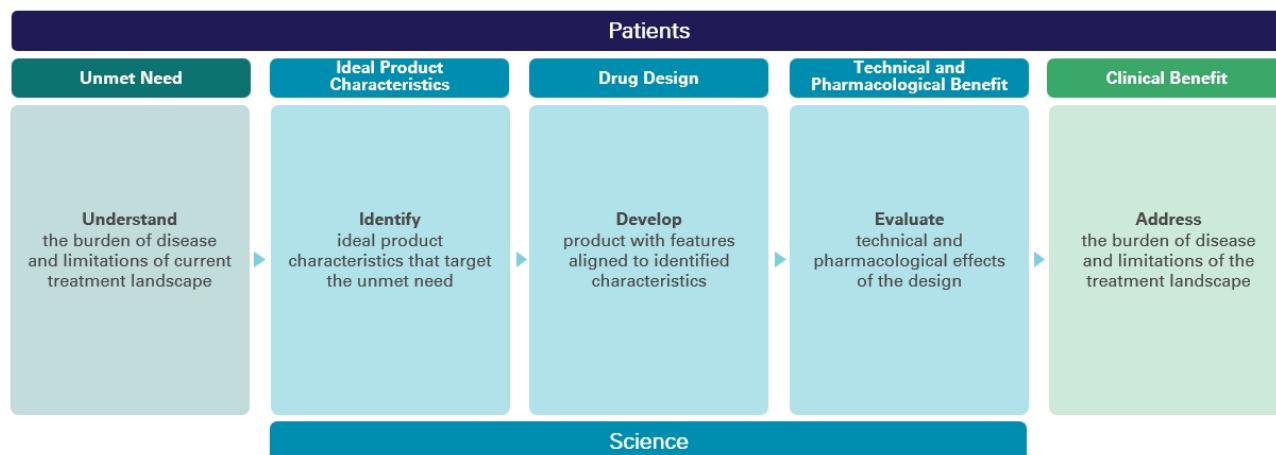 Patients
Unmet Need
Ideal Product
Characteristics
Drug Design
Technical and
Pharmacological Benefit
Clinical Benefit
Understand
the burden of disease
and limitations of current
treatment landscape
Identify
ideal product
characteristics that target
the unmet need
Develop
product with features
aligned to identified
characteristics
Evaluate
technical and
pharmacological effects
of the design
Address
the burden of disease
and limitations of the
treatment landscape
Science